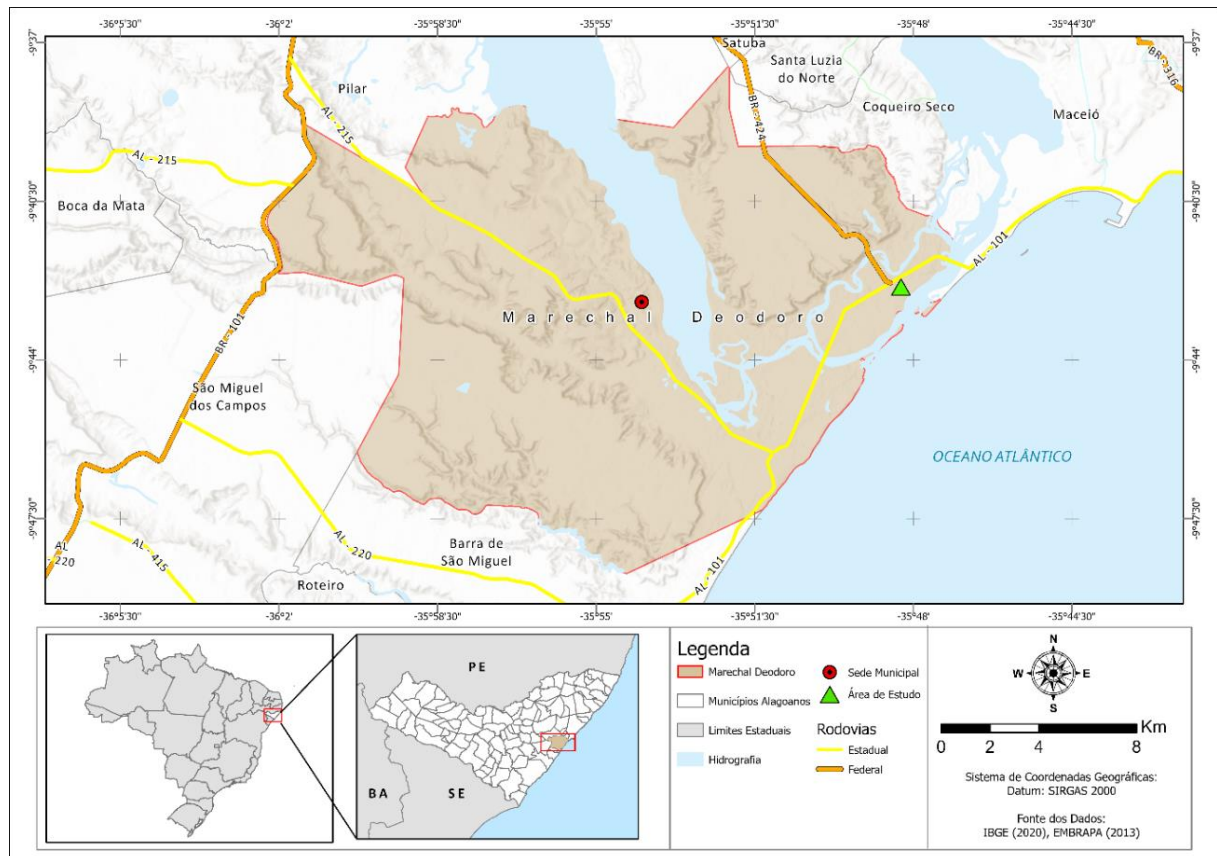 -36°5'30" -36°2' -35°58'30" -35°55' -35°51'30" -35°48' -35°44'30"
-9°37'
-9°37'
Satuba
Santa Luzia
do Norte
BR - 316
Pilar
Coqueiro Seco
Maceió
AL - 215
BR - 424
AL - 215
-9°40'30"
-9°40'30"
Boca da Mata
AL - 101
Marechal Deodoro
BR - 101
-9°44'
-9°44'
São Miguel
dos Campos
OCEANO ATLÂNTICO
-9°47'30"
-9°47'30"
AL
- 220
AL - 415
AL - 220
Barra de
São Miguel
Roteiro
AL - 101
-36°5'30" -36°2' -35°58'30" -35°55' -35°51'30" -35°48' -35°44'30"
PE
BA
SE
Legenda
Marechal Deodoro
Municípios Alagoanos
Limites Estaduais
Hidrografia
Sede Municipal
Área de Estudo
Rodovias
Estadual
Federal
N
W E
S
Km
0 2 4 8
Sistema de Coordenadas Geográficas:
Datum: SIRGAS 2000
Fonte dos Dados:
IBGE (2020), EMBRAPA (2013)